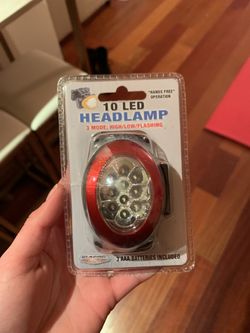 "HANDS FREE"
OPERATION
10 LED
HEADLAMP
3 MODE: HIGH/LOW/FLASHING
3 AAA BATTERIES INCLUDED